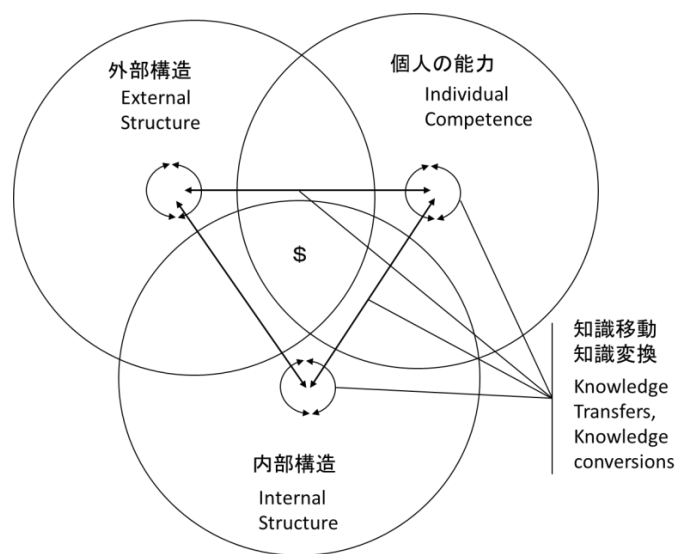 外部構造
External
Structure
個人の能力
Individual
Competence
$
知識移動
知識変換
Knowledge
Transfers,
Knowledge
conversions
内部構造
Internal
Structure